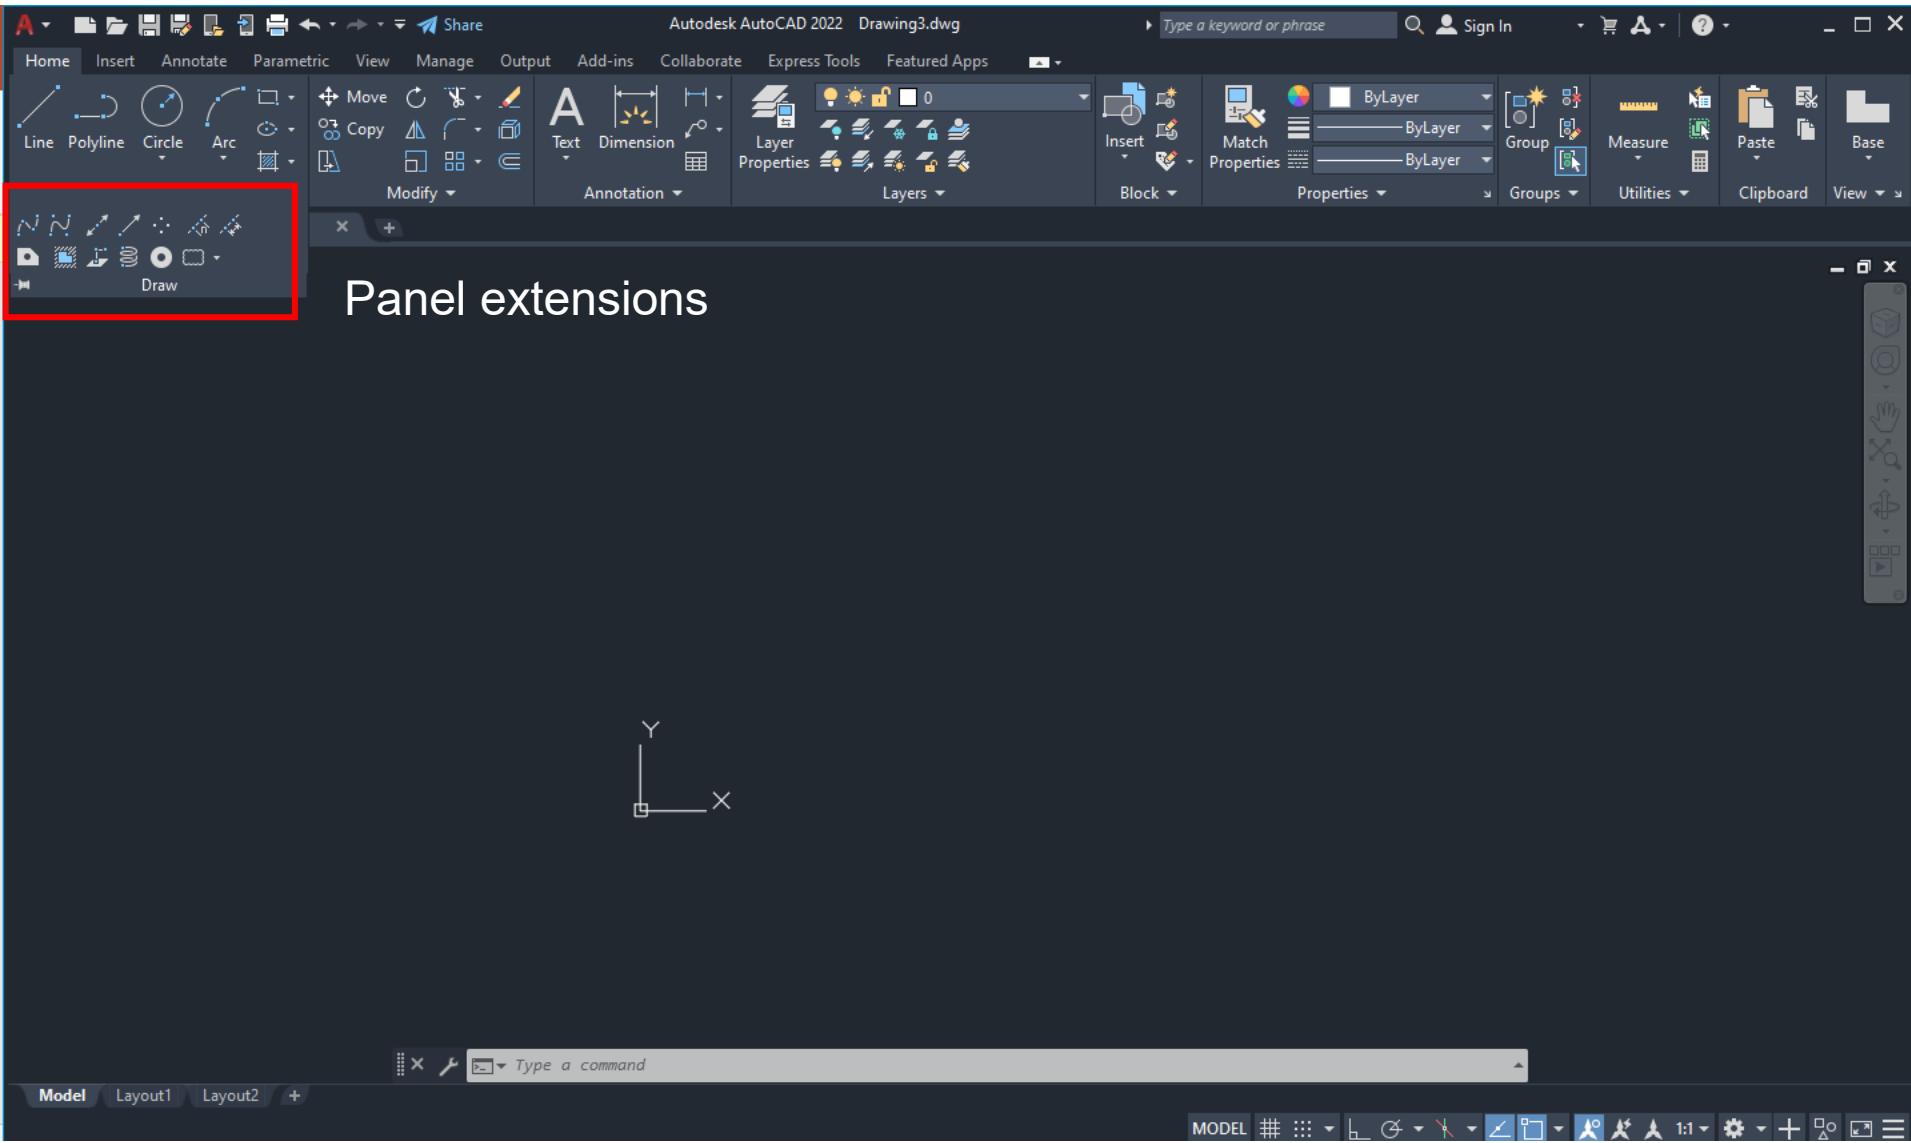 Share Autodesk AutoCAD 2022 Drawing3.dwg Type a keyword or phrase Sign In
Home Insert Annotate Parametric View Manage Output Add-ins Collaborate Express Tools Featured Apps
Line Polyline Circle Arc
Move
Copy
Text Dimension
Layer Properties
0
Insert
Match Properties
ByLayer
ByLayer
ByLayer
Group
Measure
Paste
Base
Modify Annotation Layers Block Properties Groups Utilities Clipboard View
Draw
Panel extensions
Y
X
Type a command
Model Layout1 Layout2 +
MODEL 1:1